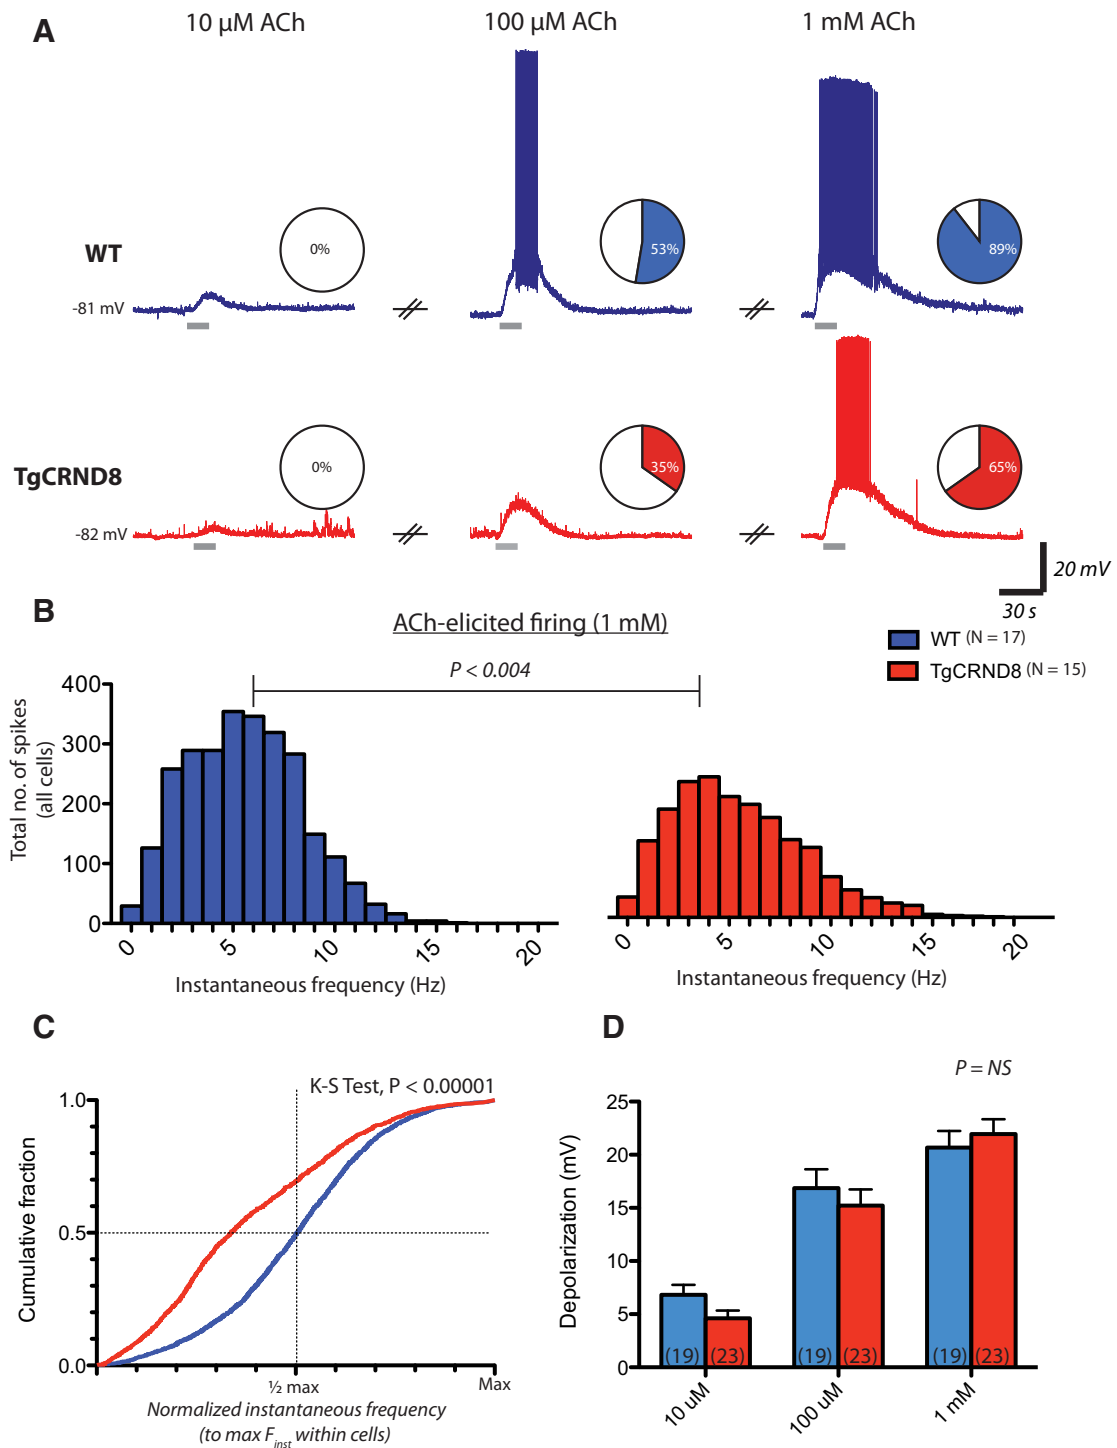 A
10 µM ACh
100 µM ACh
1 mM ACh
WT
0%
53%
89%
-81 mV
TgCRND8
0%
35%
65%
-82 mV
20 mV
30 s
B
ACh-elicited firing (1 mM)
WT (N = 17)
TgCRND8 (N = 15)
P < 0.004
Total no. of spikes
(all cells)
400
300
200
100
0
0 5 10 15 20
Instantaneous frequency (Hz)
0 5 10 15 20
Instantaneous frequency (Hz)
C
K-S Test, P < 0.00001
Cumulative fraction
1.0
0.5
0.0
½ max
Max
Normalized instantaneous frequency
(to max Finst within cells)
D
P = NS
Depolarization (mV)
25
20
15
10
5
0
(19) (23) (19) (23) (19) (23)
10 uM
100 uM
1 mM